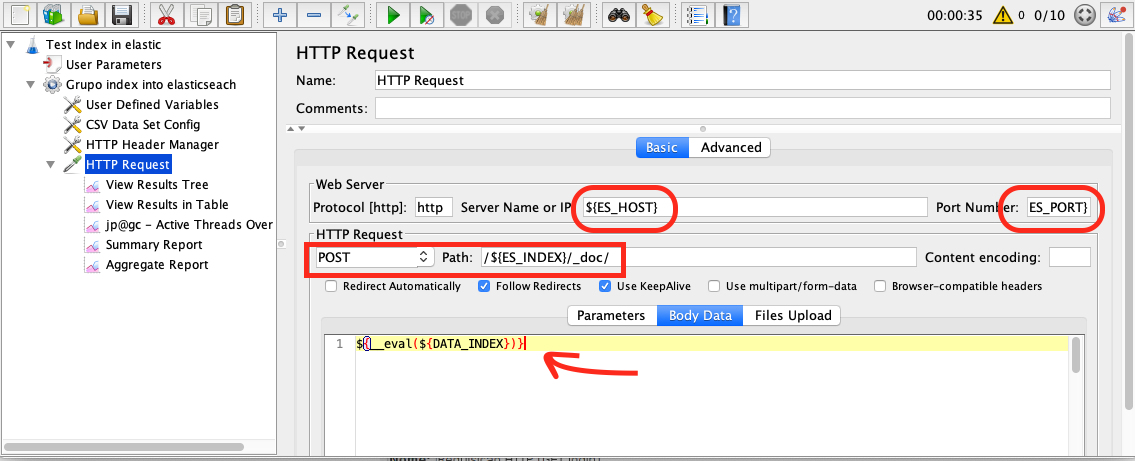 00:00:35 0 0/10
Test Index in elastic
User Parameters
Grupo index into elasticseach
User Defined Variables
CSV Data Set Config
HTTP Header Manager
HTTP Request
View Results Tree
View Results in Table
jp@gc - Active Threads Over
Summary Report
Aggregate Report
HTTP Request
Name: HTTP Request
Comments:
Basic Advanced
Web Server
Protocol [http]: http Server Name or IP ${ES_HOST} Port Number: ES_PORT}
HTTP Request
POST Path: /${ES_INDEX}/_doc/ Content encoding:
Redirect Automatically Follow Redirects Use KeepAlive Use multipart/form-data Browser-compatible headers
Parameters Body Data Files Upload
1 ${__eval(${DATA_INDEX})}